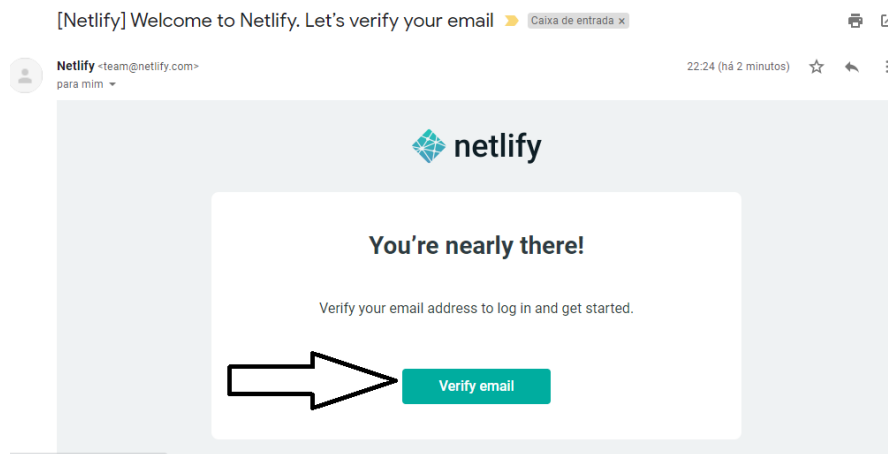 [Netlify] Welcome to Netlify. Let's verify your email Caixa de entrada x
Netlify <team@netlify.com> 22:24 (há 2 minutos)
para mim
netlify
You're nearly there!
Verify your email address to log in and get started.
Verify email